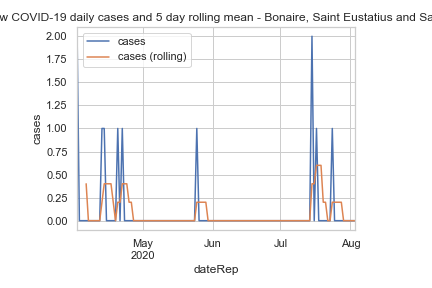 w COVID-19 daily cases and 5 day rolling mean - Bonaire, Saint Eustatius and Sa
cases
cases (rolling)
2.00
1.75
1.50
1.25
1.00
0.75
0.50
0.25
0.00
cases
May
2020
Jun
Jul
Aug
dateRep